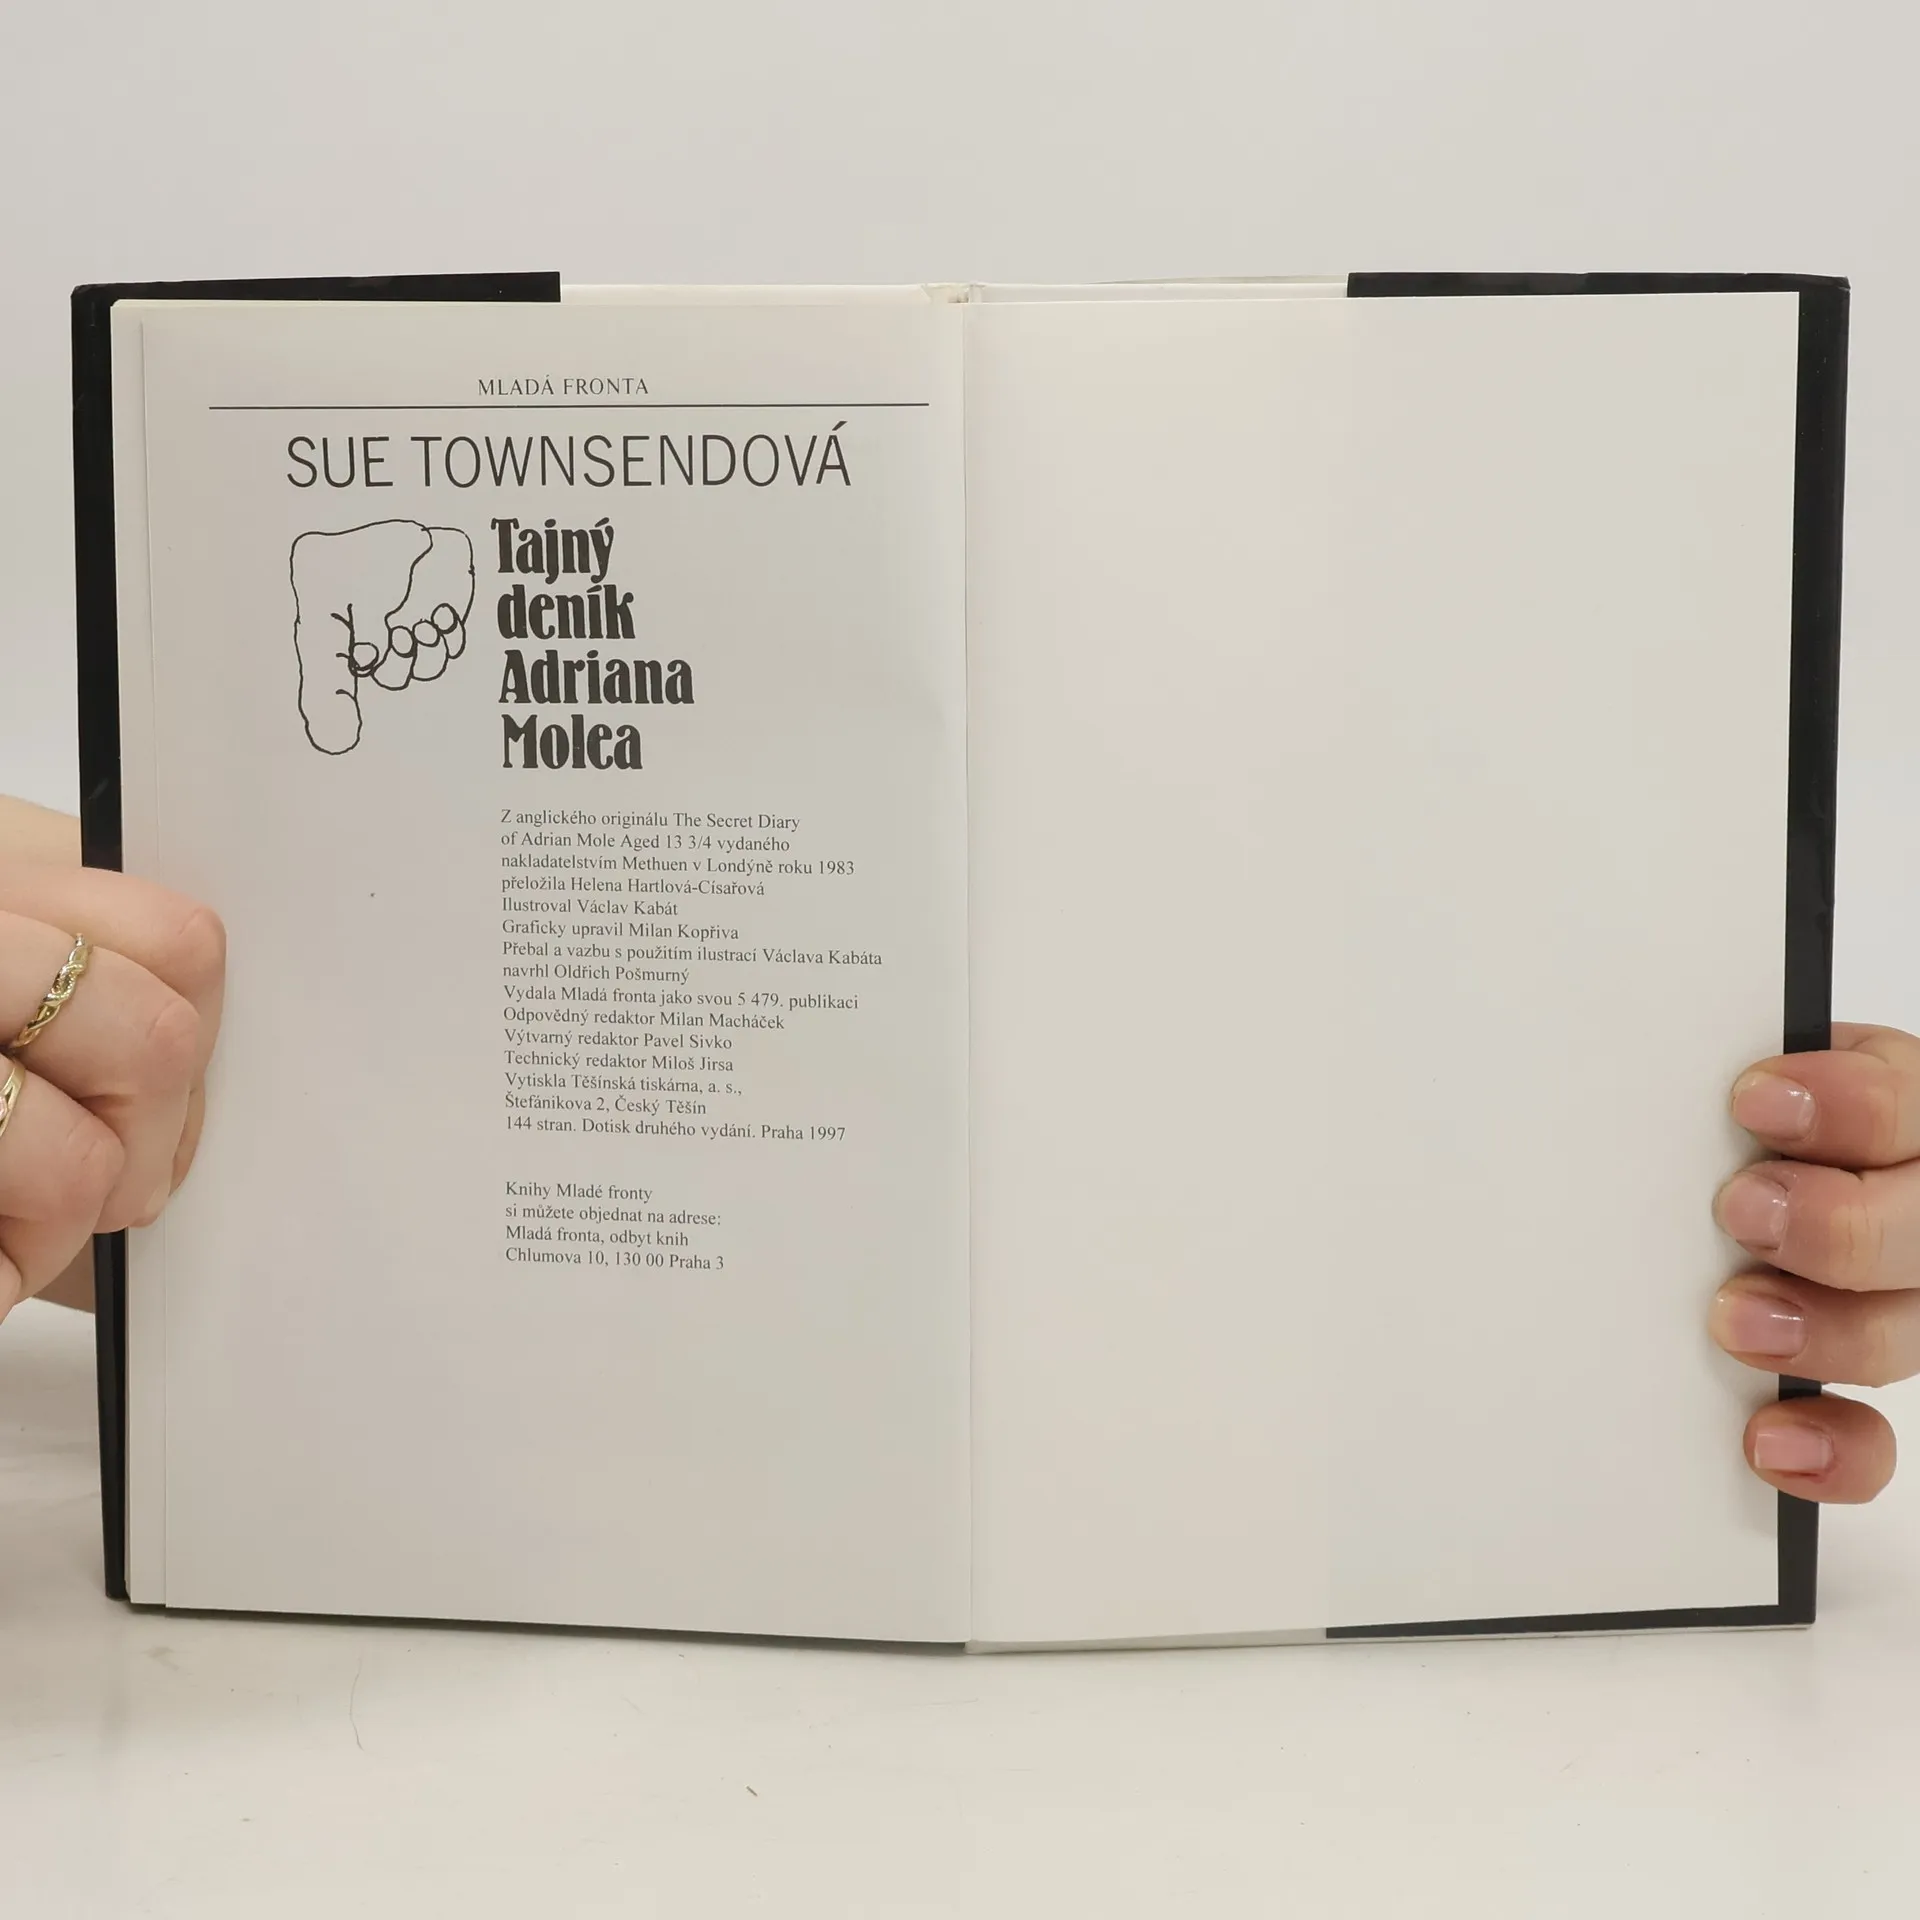 MLADÁ FRONTA
SUE TOWNSENDOVÁ
Tajný
deník
Adriana
Molea
Z anglického originálu The Secret Diary
of Adrian Mole Aged 13 3/4 vydaného
nakladatelstvím Methuen v Londýně roku 1983
přeložila Helena Hartlová-Císařová
Ilustroval Václav Kabát
Graficky upravil Milan Kopřiva
Přebal a vazbu s použitím ilustrací Václava Kabáta
navrhl Oldřich Pošmurný
Vydala Mladá fronta jako svou 5 479. publikaci
Odpovědný redaktor Milan Macháček
Výtvarný redaktor Pavel Sivko
Technický redaktor Miloš Jirsa
Vytiskla Těšínská tiskárna, a. s.,
Štefánikova 2, Český Těšín
144 stran. Dotisk druhého vydání. Praha 1997
Knihy Mladé fronty
si můžete objednat na adrese:
Mladá fronta, odbyt knih
Chlumova 10, 130 00 Praha 3